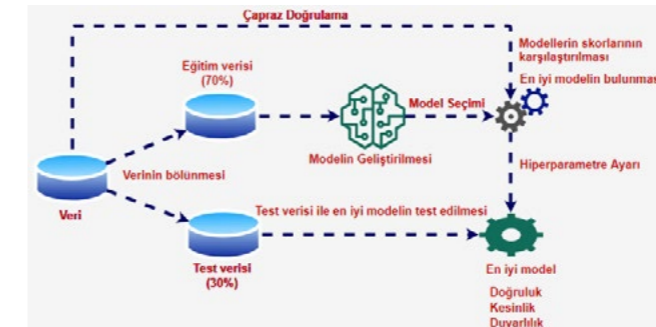 Çapraz Doğrulama
Eğitim verisi
(70%)
Modellerin skorlarının
karşılaştırılması
En iyi modelin bulunması
Model Seçimi
Modelin Geliştirilmesi
Verinin bölünmesi
Hiperparametre Ayarı
Veri
Test verisi ile en iyi modelin test edilmesi
Test verisi
(30%)
En iyi model
Doğruluk
Kesinlik
Duyarlılık